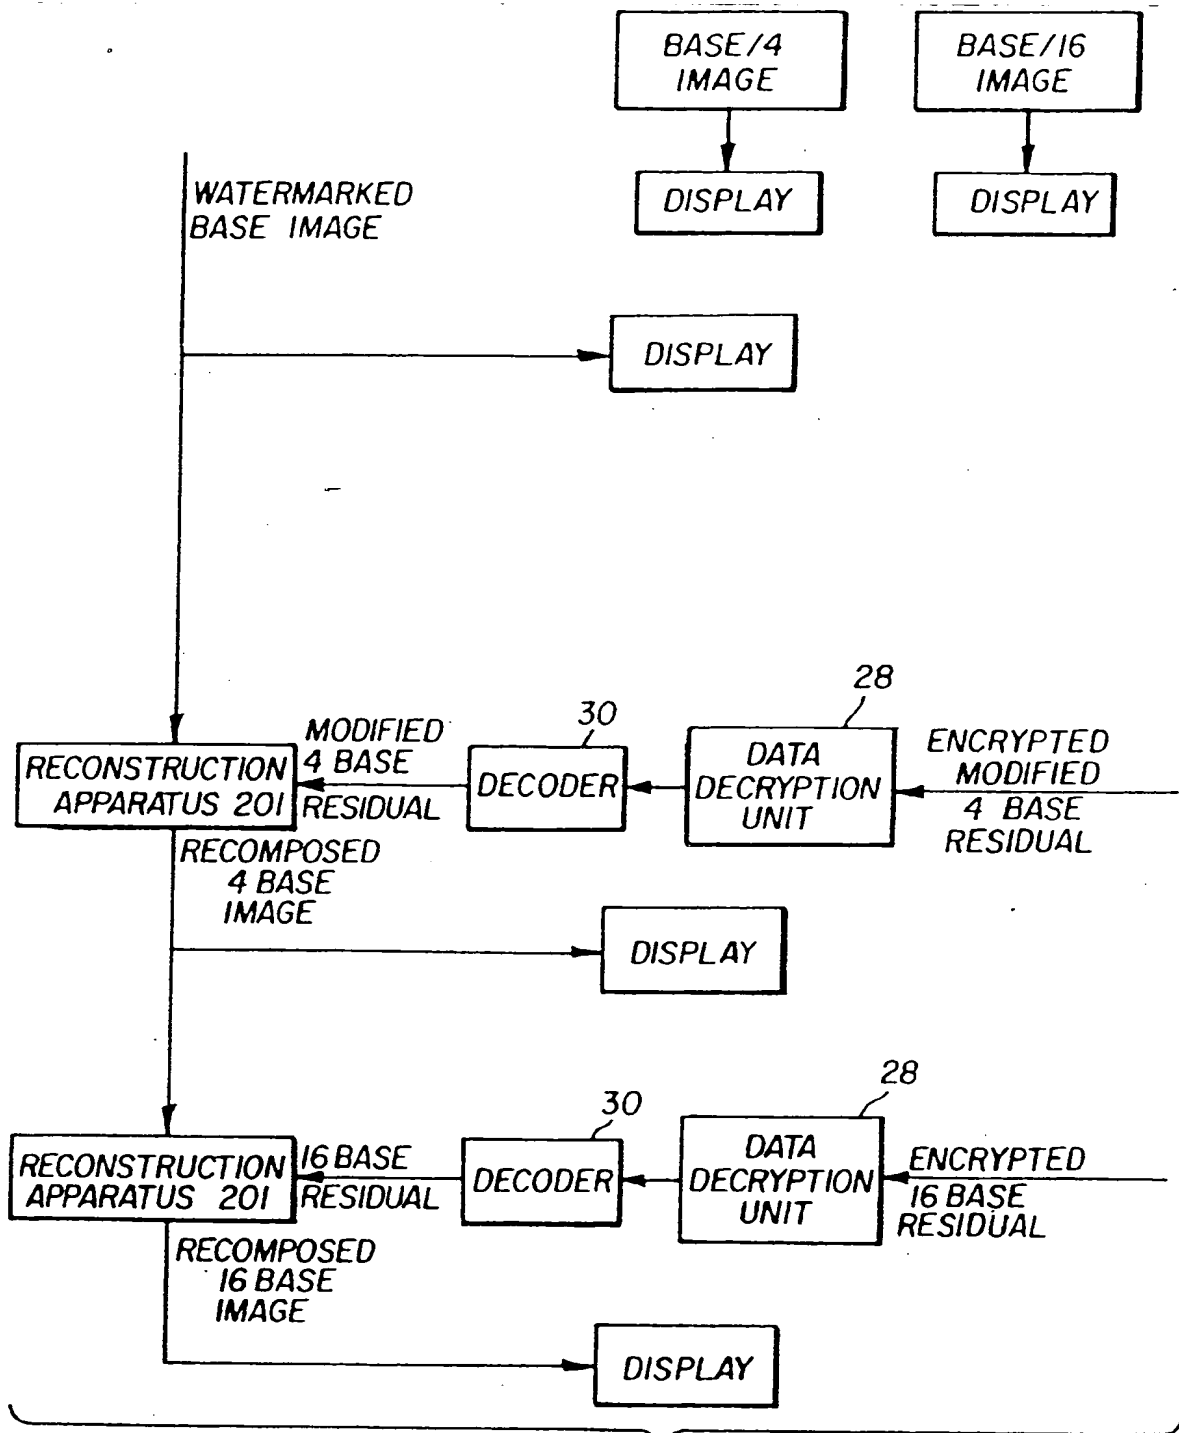 BASE/4
IMAGE
BASE/16
IMAGE
DISPLAY
DISPLAY
WATERMARKED
BASE IMAGE
DISPLAY
28
30
MODIFIED
4 BASE
RESIDUAL
DECODER
DATA
DECRYPTION
UNIT
ENCRYPTED
MODIFIED
4 BASE
RESIDUAL
RECONSTRUCTION
APPARATUS 201
RECOMPOSED
4 BASE
IMAGE
DISPLAY
28
30
RECONSTRUCTION
APPARATUS 201
16 BASE
RESIDUAL
DECODER
DATA
DECRYPTION
UNIT
ENCRYPTED
16 BASE
RESIDUAL
RECOMPOSED
16 BASE
IMAGE
DISPLAY